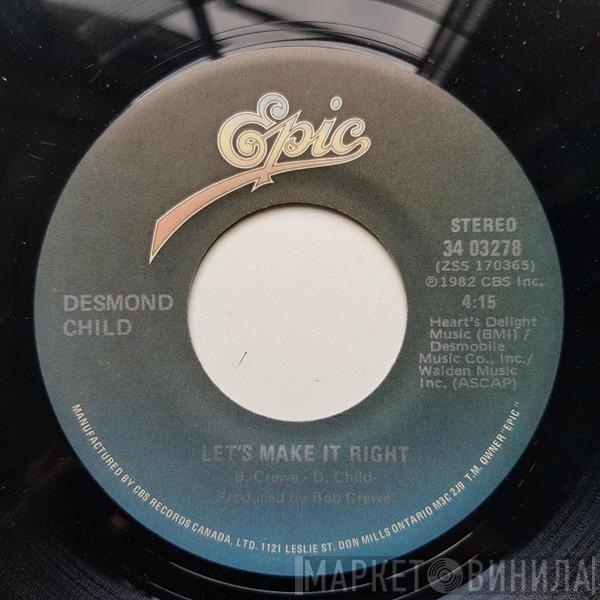 Epic
STEREO
34 03278
(ZSS 170365)
℗1982 CBS Inc.
4:15
Heart's Delight
Music (BMI) /
Desmobile
Music Co., Inc./
Walden Music
Inc. (ASCAP)
DESMOND
CHILD
LET'S MAKE IT RIGHT
-B. Crewe - D. Child-
Produced by Bob Crewe
MANUFACTURED BY CBS RECORDS CANADA, LTD. 1121 LESLIE ST. DON MILLS ONTARIO M3C 2J9 T.M. OWNER "EPIC"
МАРКЕТ ВИНИЛА